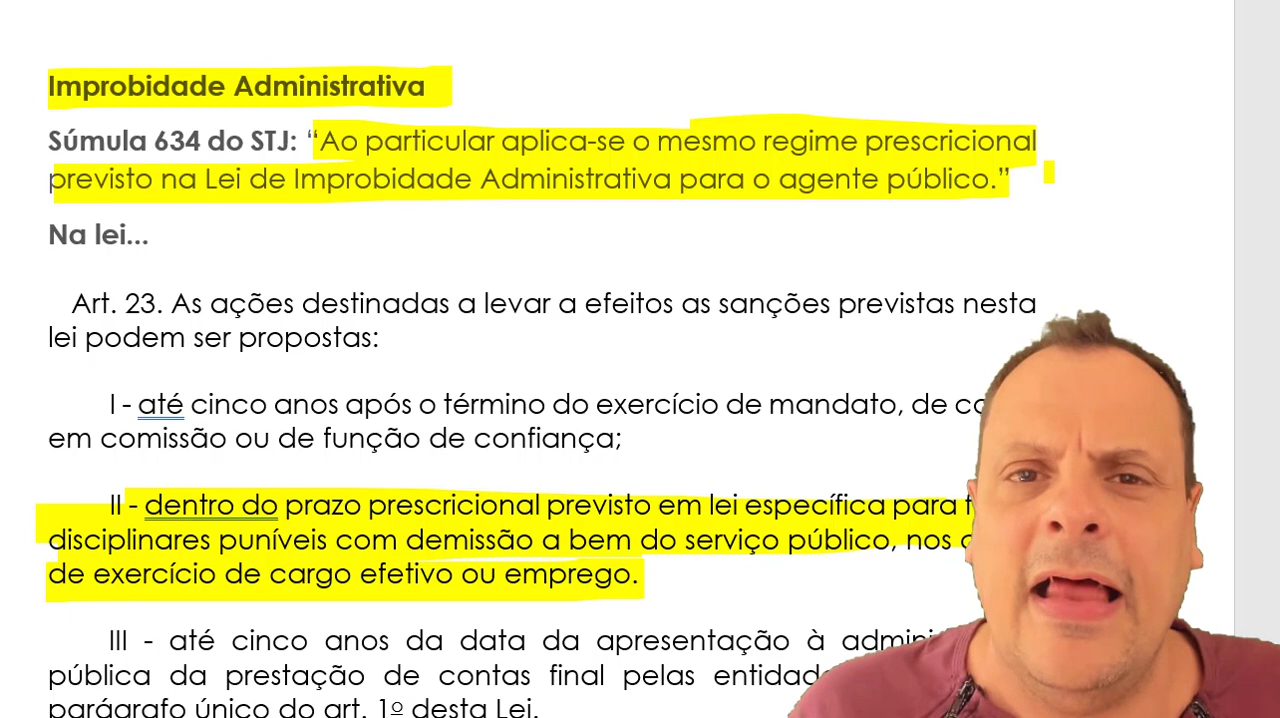 Improbidade Administrativa
Súmula 634 do STJ: “Ao particular aplica-se o mesmo regime prescricional
previsto na Lei de Improbidade Administrativa para o agente público.”
Na lei...
Art. 23. As ações destinadas a levar a efeitos as sanções previstas nesta
lei podem ser propostas:
I - até cinco anos após o término do exercício de mandato, de
em comissão ou de função de confiança;
II - dentro do prazo prescricional previsto em lei específica para
disciplinares puníveis com demissão a bem do serviço público, nos
de exercício de cargo efetivo ou emprego.
III - até cinco anos da data da apresentação à
pública da prestação de contas final pelas
parágrafo único do art. 1º desta Lei.